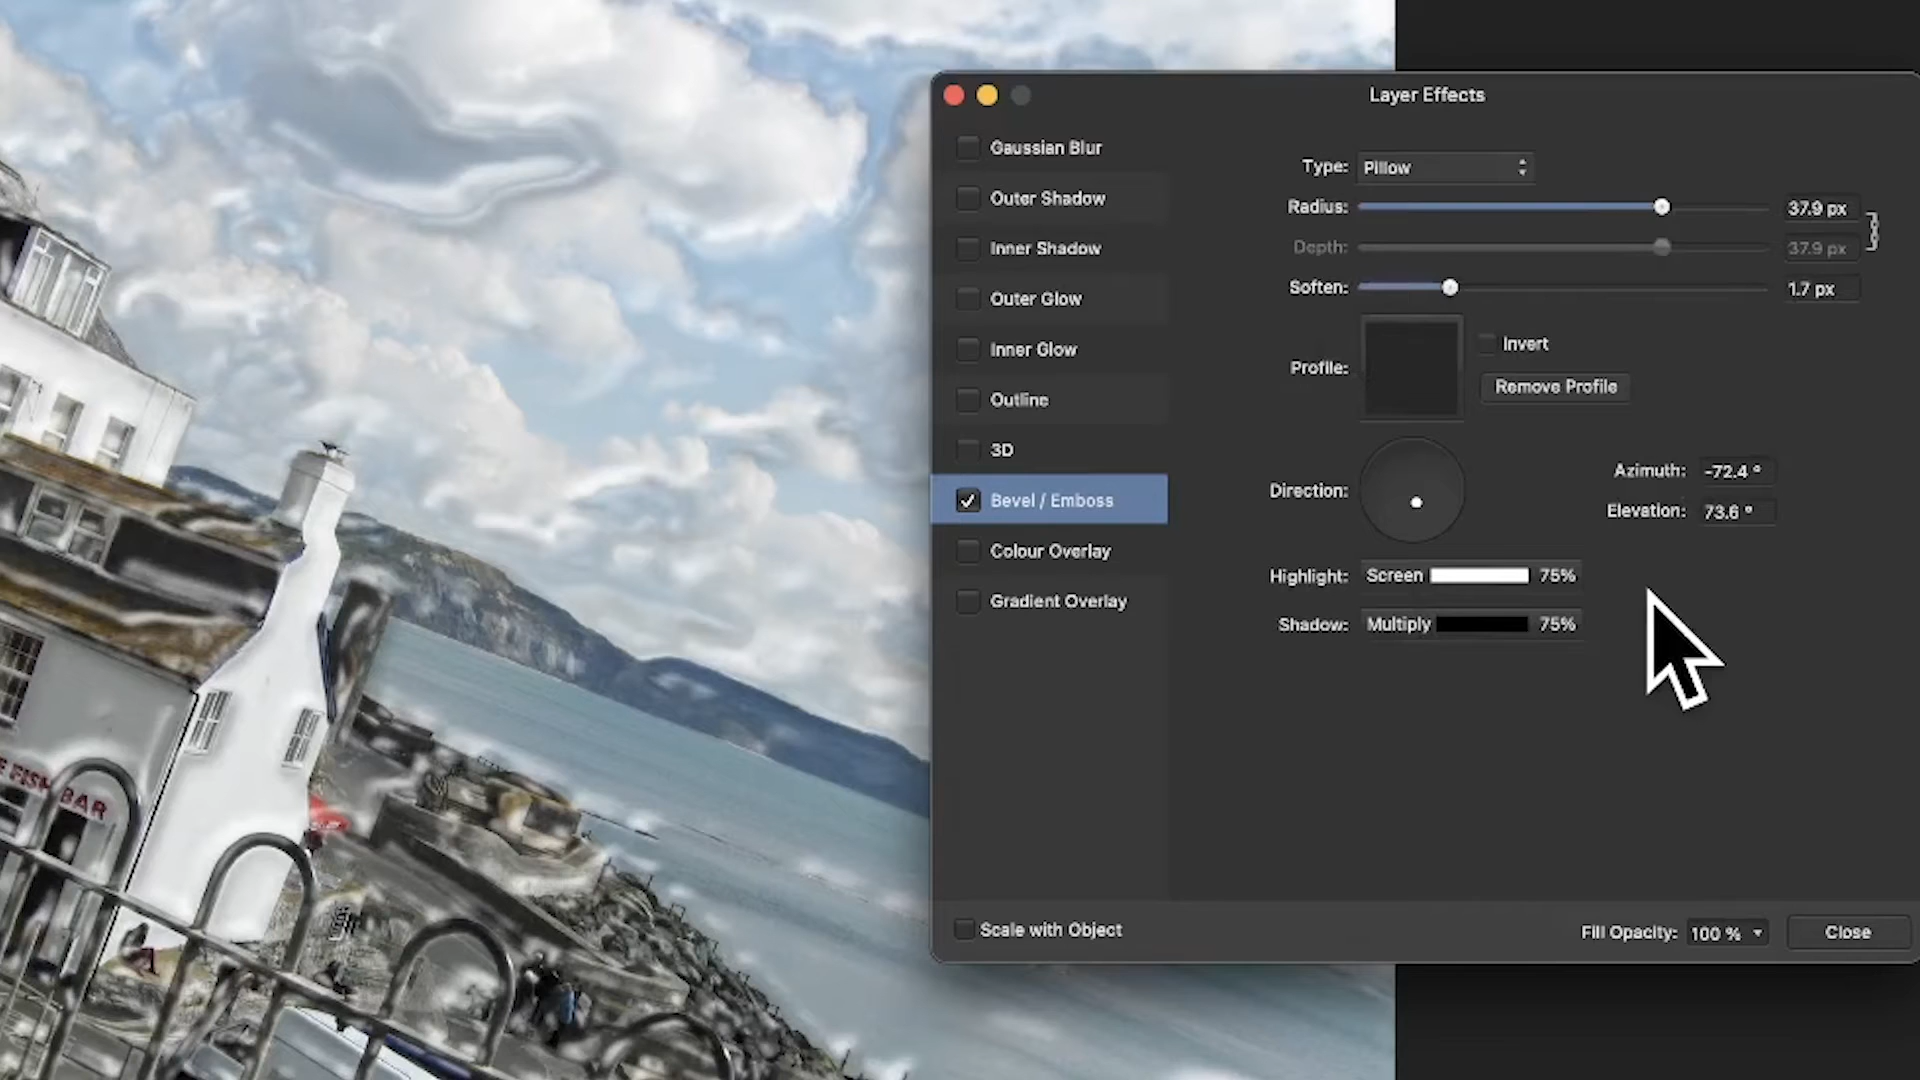 Layer Effects
Gaussian Blur
Outer Shadow
Inner Shadow
Outer Glow
Inner Glow
Outline
3D
Bevel / Emboss
Colour Overlay
Gradient Overlay
Type: Pillow
Radius: 37.9 px
Depth: 37.9 px
Soften: 1.7 px
Profile: Invert
Remove Profile
Direction: Azimuth: -72.4 °
Elevation: 73.6 °
Highlight: Screen 75%
Shadow: Multiply 75%
Scale with Object
Fill Opacity: 100 % Close
FISH BAR